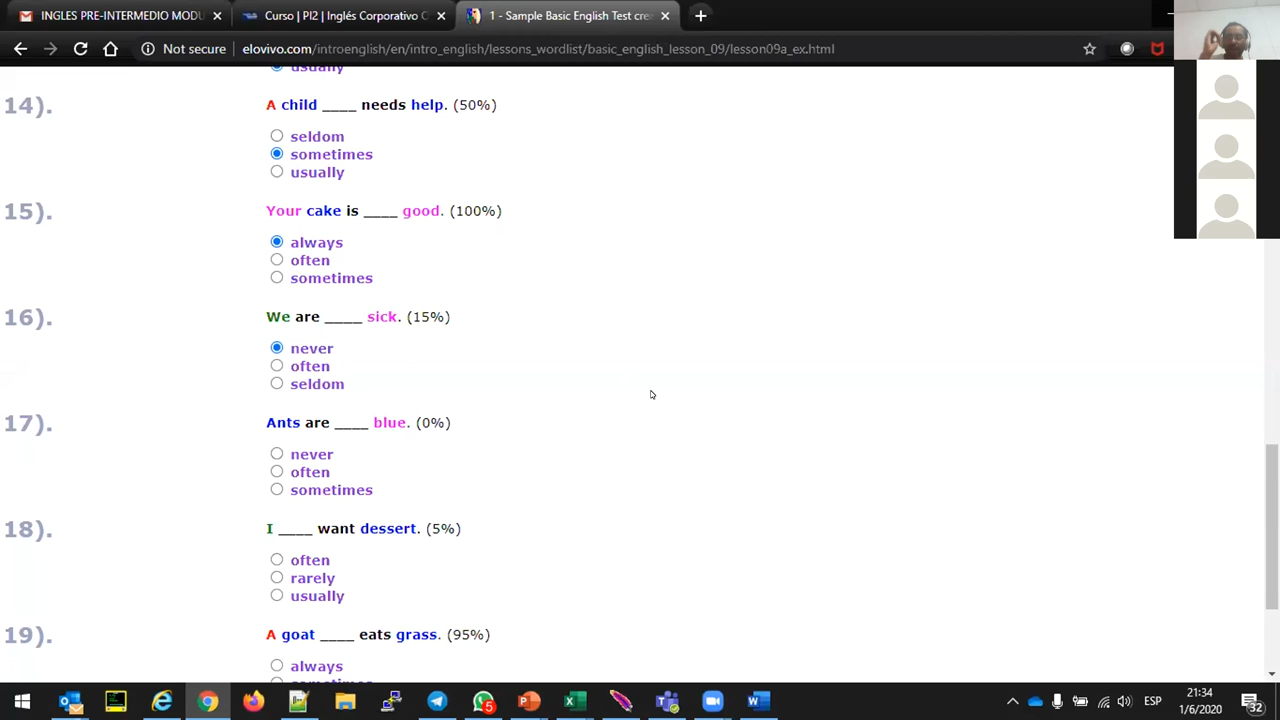 INGLES PRE-INTERMEDIO MODU
Curso | PI2 | Inglés Corporativo C
1 - Sample Basic English Test cre
Not secure
elovivo.com/introenglish/en/intro_english/lessons_wordlist/basic_english_lesson_09/lesson09a_ex.html
usually
14).
A child ____ needs help. (50%)
seldom
sometimes
usually
15).
Your cake is ____ good. (100%)
always
often
sometimes
16).
We are ____ sick. (15%)
never
often
seldom
17).
Ants are ____ blue. (0%)
never
often
sometimes
18).
I ____ want dessert. (5%)
often
rarely
usually
19).
A goat ____ eats grass. (95%)
always
sometimes
5
ESP
21:34
1/6/2020
32